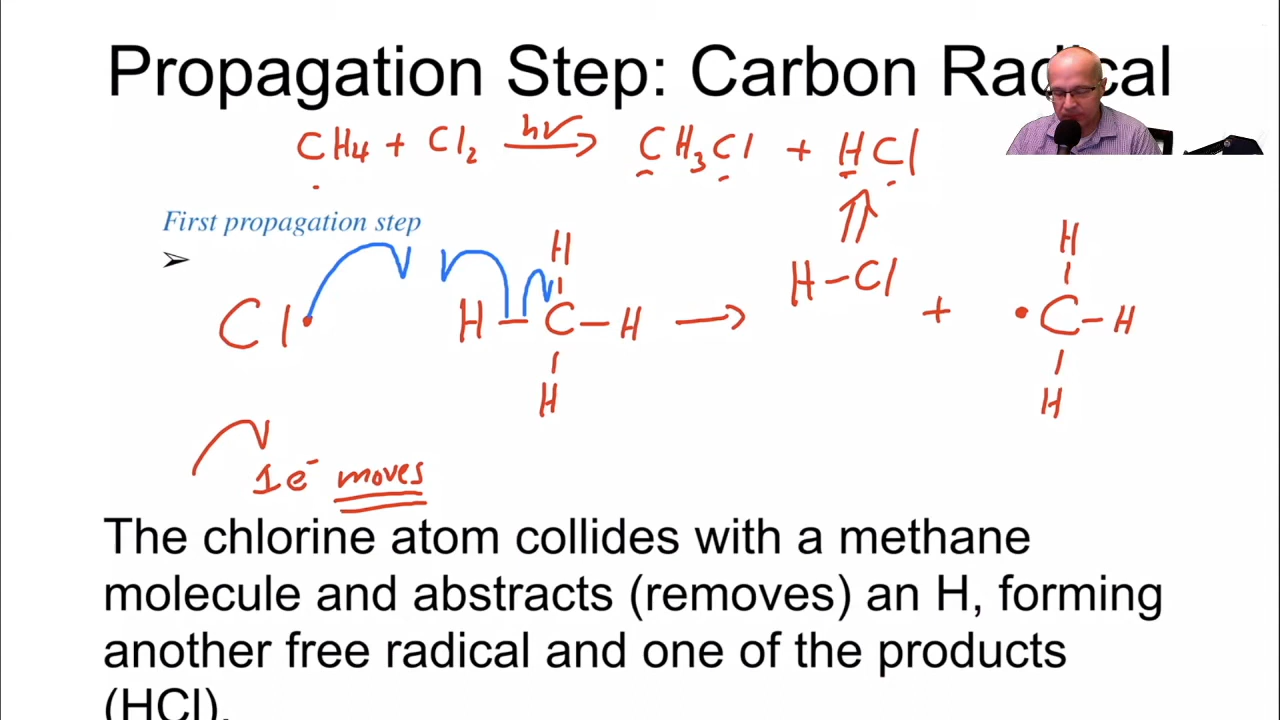 Propagation Step: Carbon Radical
CH4 + Cl2 hν → CH3Cl + HCl
First propagation step
➢
H
H
Cl• H – C – H → H–Cl + •C – H
H
H
1e⁻ moves
The chlorine atom collides with a methane
molecule and abstracts (removes) an H, forming
another free radical and one of the products
(HCl).